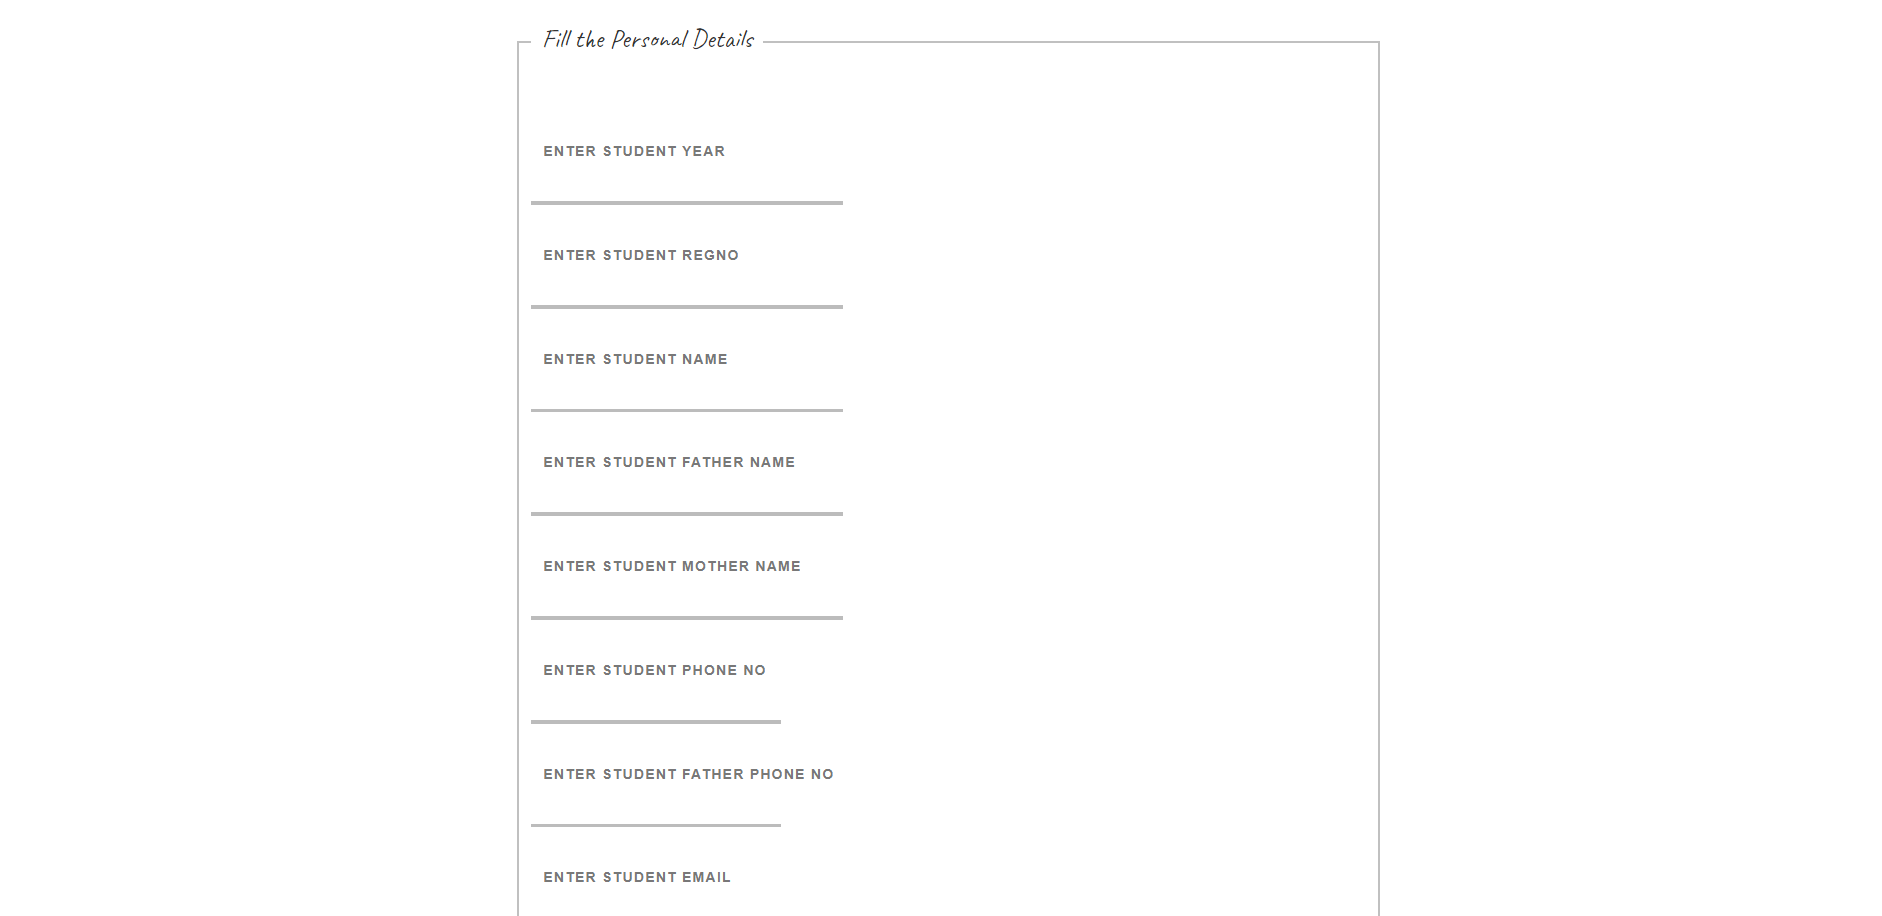 Fill the Personal Details
ENTER STUDENT YEAR
ENTER STUDENT REGNO
ENTER STUDENT NAME
ENTER STUDENT FATHER NAME
ENTER STUDENT MOTHER NAME
ENTER STUDENT PHONE NO
ENTER STUDENT FATHER PHONE NO
ENTER STUDENT EMAIL